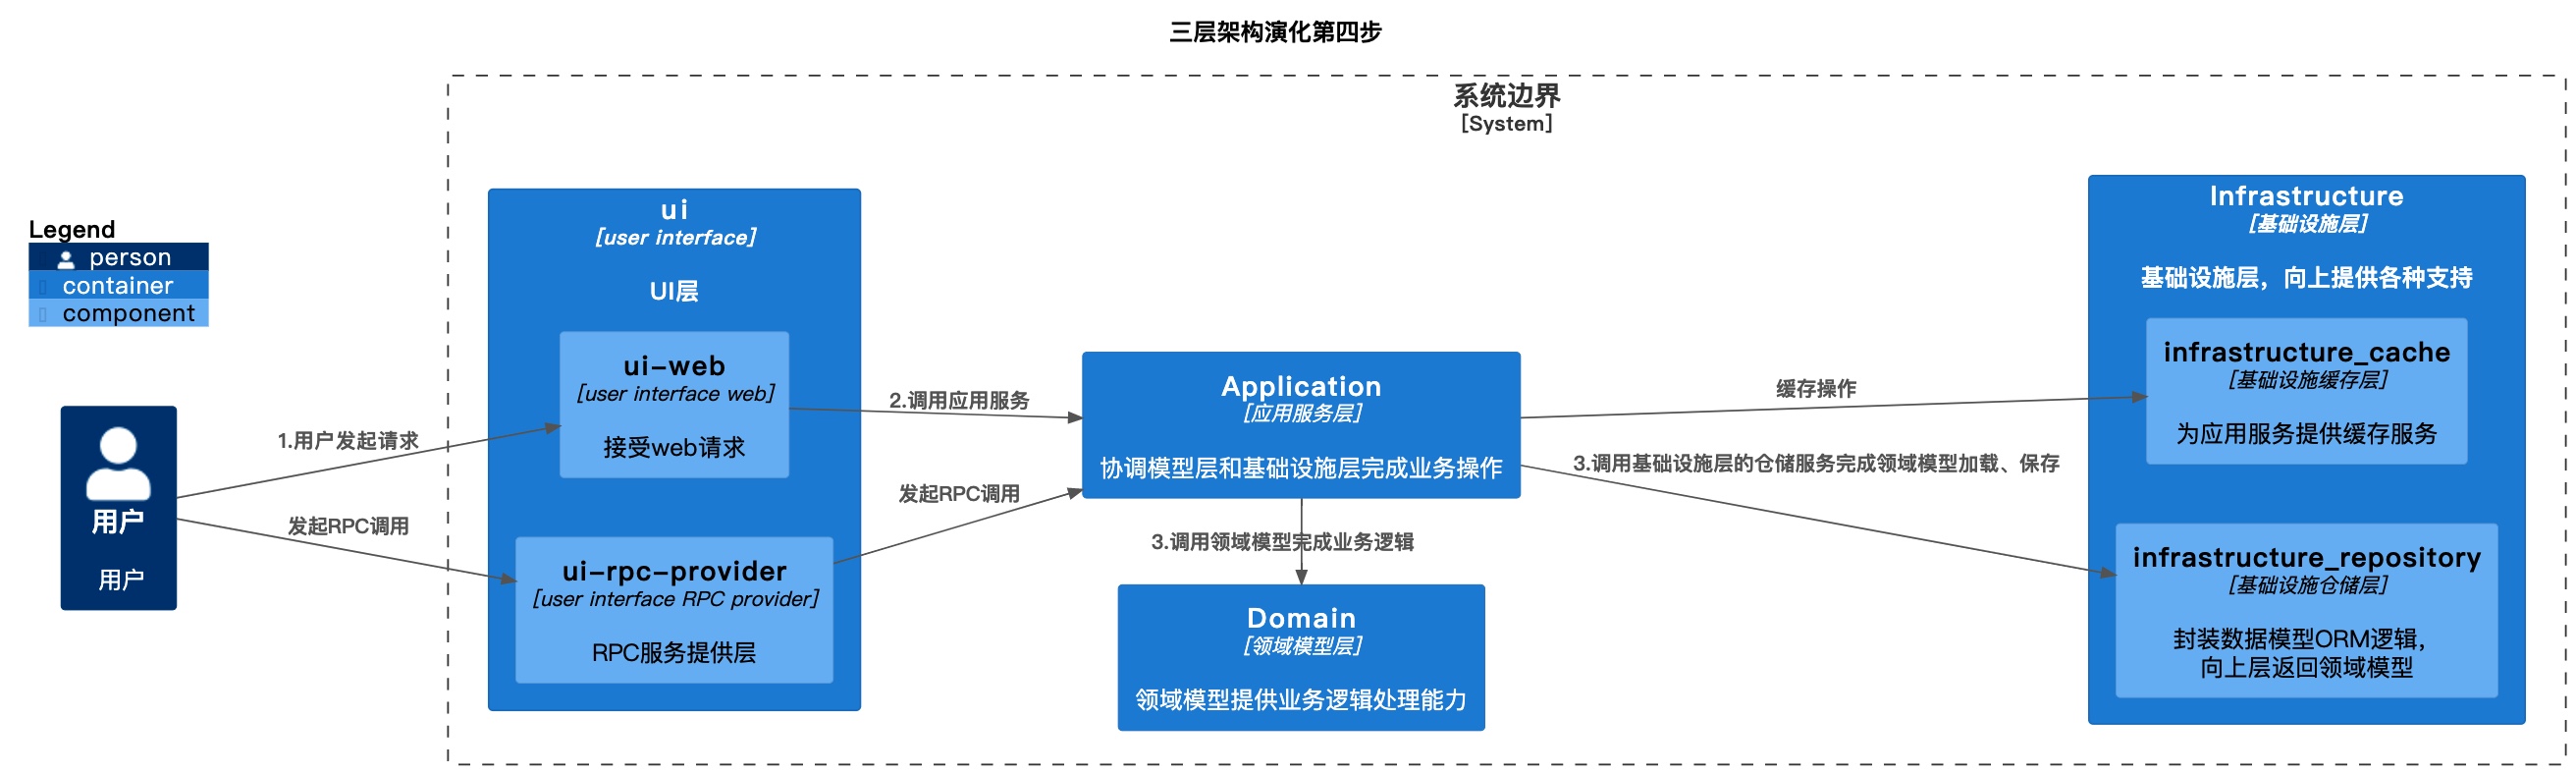 三层架构演化第四步
系统边界
[System]
Legend
person
container
component
用户
用户
1.用户发起请求
发起RPC调用
ui
[user interface]
UI层
ui-web
[user interface web]
接受web请求
ui-rpc-provider
[user interface RPC provider]
RPC服务提供层
2.调用应用服务
发起RPC调用
Application
[应用服务层]
协调模型层和基础设施层完成业务操作
3.调用领域模型完成业务逻辑
Domain
[领域模型层]
领域模型提供业务逻辑处理能力
缓存操作
3.调用基础设施层的仓储服务完成领域模型加载、保存
Infrastructure
[基础设施层]
基础设施层，向上提供各种支持
infrastructure_cache
[基础设施缓存层]
为应用服务提供缓存服务
infrastructure_repository
[基础设施仓储层]
封装数据模型ORM逻辑，
向上层返回领域模型